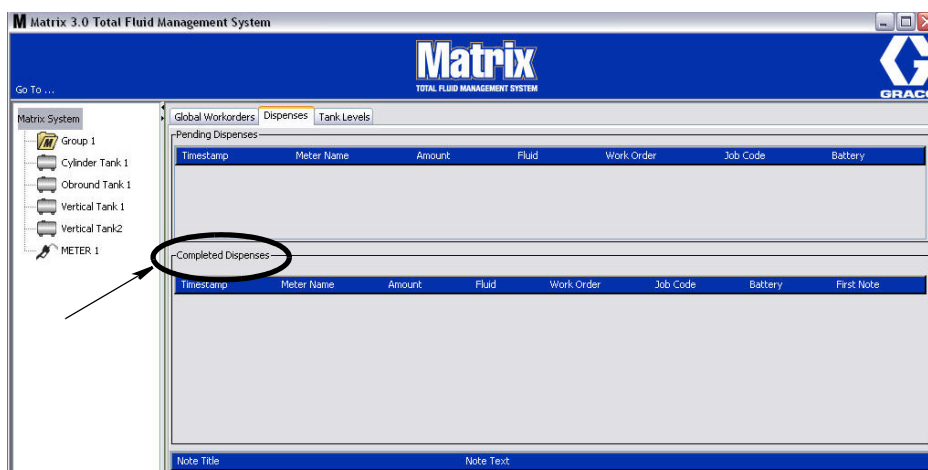 Matrix 3.0 Total Fluid Management System
Matrix
TOTAL FLUID MANAGEMENT SYSTEM
Go To ...
GRACO
Matrix System
Group 1
Cylinder Tank 1
Obround Tank 1
Vertical Tank 1
Vertical Tank2
METER 1
Global Workorders Dispenses Tank Levels
Pending Dispenses
Timestamp Meter Name Amount Fluid Work Order Job Code Battery
Completed Dispenses
Timestamp Meter Name Amount Fluid Work Order Job Code Battery First Note
Note Title Note Text